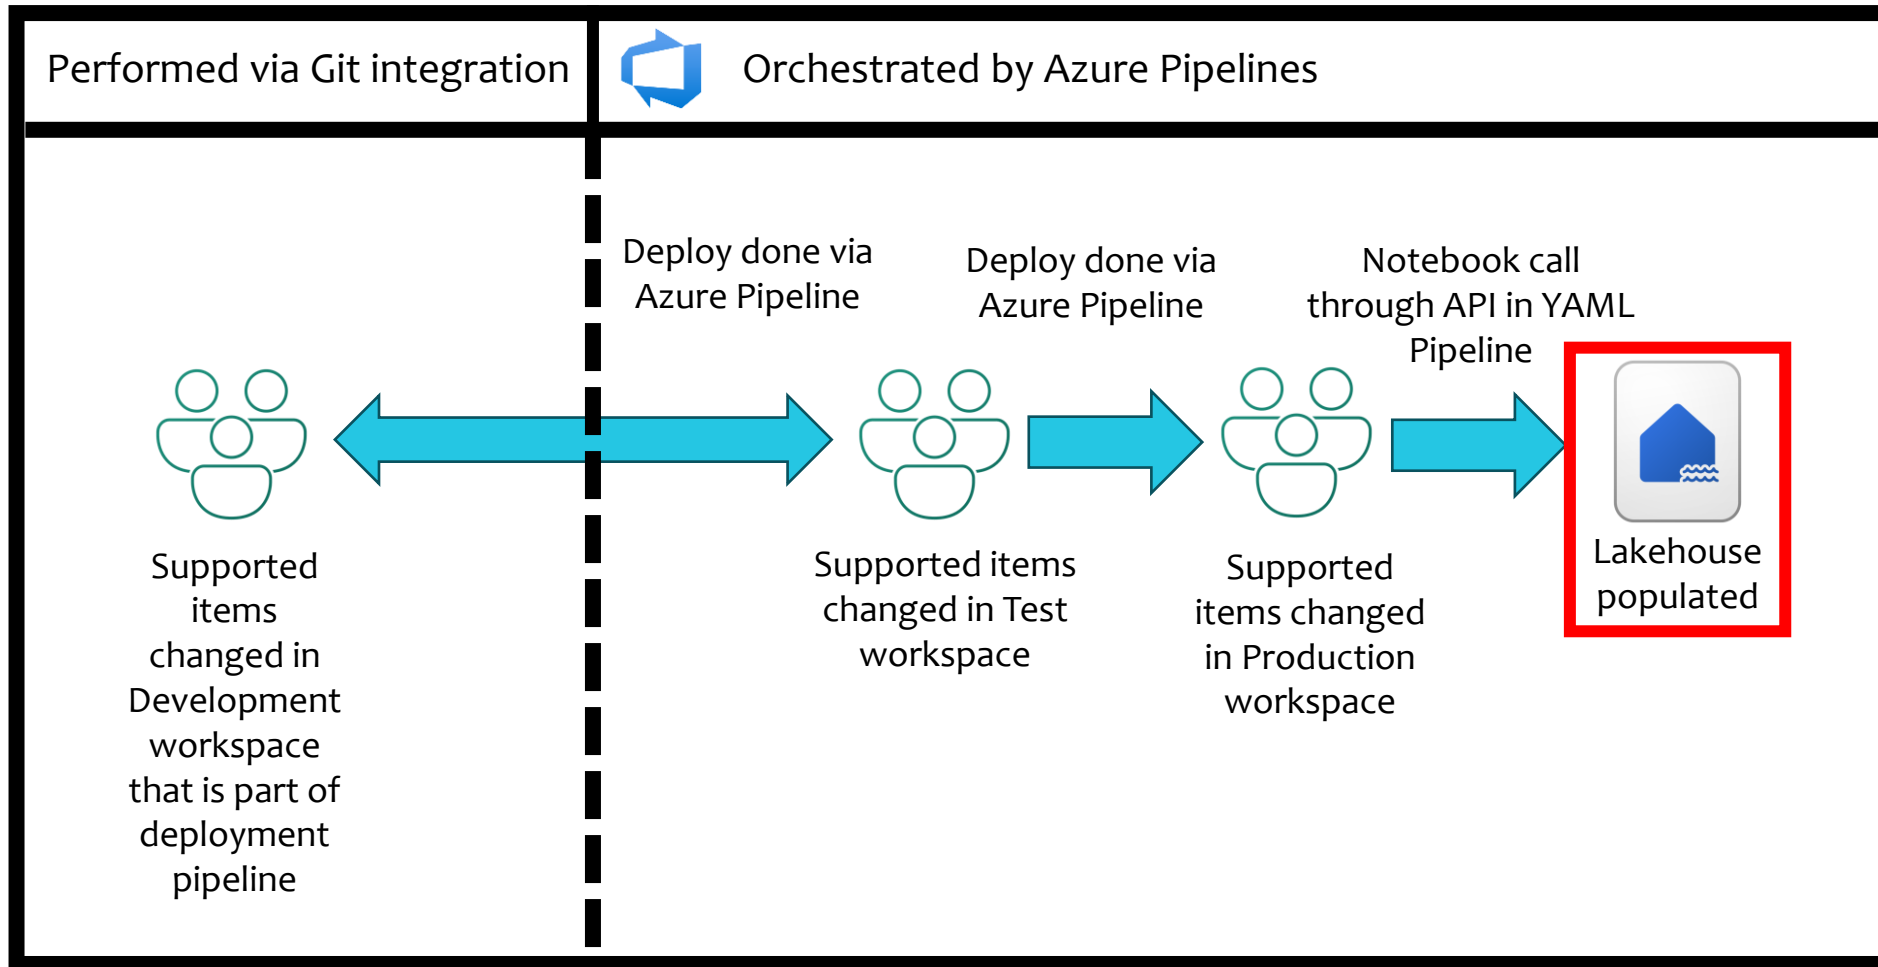 Performed via Git integration
Orchestrated by Azure Pipelines
Deploy done via
Azure Pipeline
Deploy done via
Azure Pipeline
Notebook call
through API in YAML
Pipeline
Supported
items
changed in
Development
workspace
that is part of
deployment
pipeline
Supported items
changed in Test
workspace
Supported
items changed
in Production
workspace
Lakehouse
populated